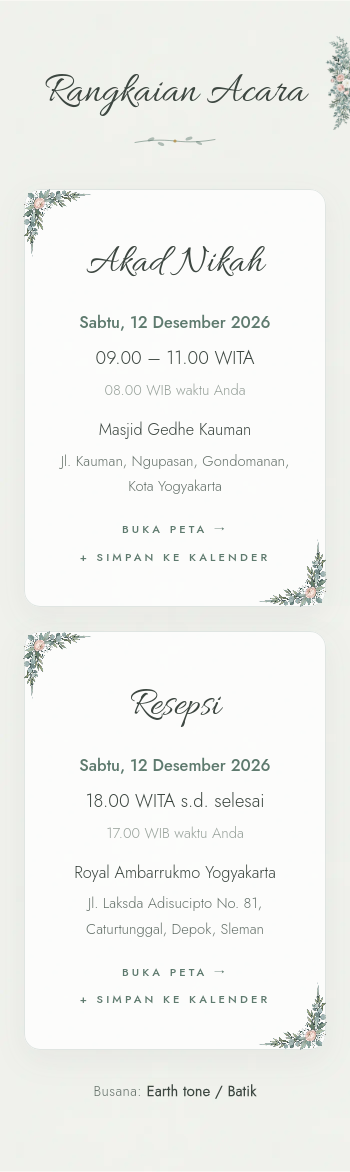 Rangkaian Acara
Akad Nikah
Sabtu, 12 Desember 2026
09.00 – 11.00 WITA
08.00 WIB waktu Anda
Masjid Gedhe Kauman
Jl. Kauman, Ngupasan, Gondomanan,
Kota Yogyakarta
BUKA PETA →
+ SIMPAN KE KALENDER
Resepsi
Sabtu, 12 Desember 2026
18.00 WITA s.d. selesai
17.00 WIB waktu Anda
Royal Ambarrukmo Yogyakarta
Jl. Laksda Adisucipto No. 81,
Caturtunggal, Depok, Sleman
BUKA PETA →
+ SIMPAN KE KALENDER
Busana: Earth tone / Batik